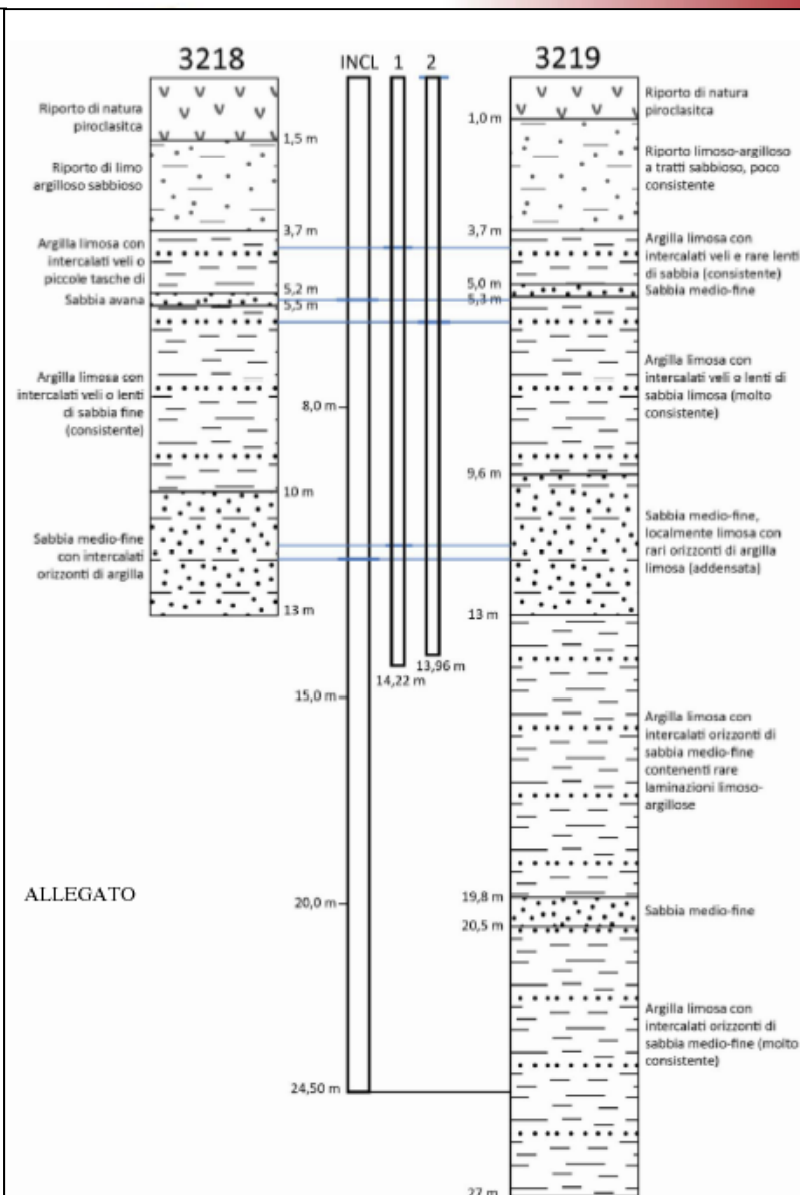 3218
INCL 1 2
3219
Riporto di natura
piroclasitca
1,5 m
Riporto di limo
argilloso sabbioso
3,7 m
Argilla limosa con
intercalati veli o
piccole tasche di
5,2 m
Sabbia avana
5,5 m
Argilla limosa con
intercalati veli o lenti
di sabbia fine
(consistente)
10 m
Sabbia medio-fine
con intercalati
orizzonti di argilla
13 m
8,0 m
14,22 m
13,96 m
15,0 m
20,0 m
24,50 m
Riporto di natura
piroclasitca
1,0 m
Riporto limoso-argilloso
a tratti sabbioso, poco
consistente
3,7 m
Argilla limosa con
intercalati veli e rare lenti
di sabbia (consistente)
5,0 m
Sabbia medio-fine
5,3 m
Argilla limosa con
intercalati veli o lenti di
sabbia limosa (molto
consistente)
9,6 m
Sabbia medio-fine,
localmente limosa con
rari orizzonti di argilla
limosa (addensata)
13 m
Argilla limosa con
intercalati orizzonti di
sabbia medio-fine
contenenti rare
laminazioni limoso-
argillose
19,8 m
Sabbia medio-fine
20,5 m
Argilla limosa con
intercalati orizzonti di
sabbia medio-fine (molto
consistente)
27 m
ALLEGATO